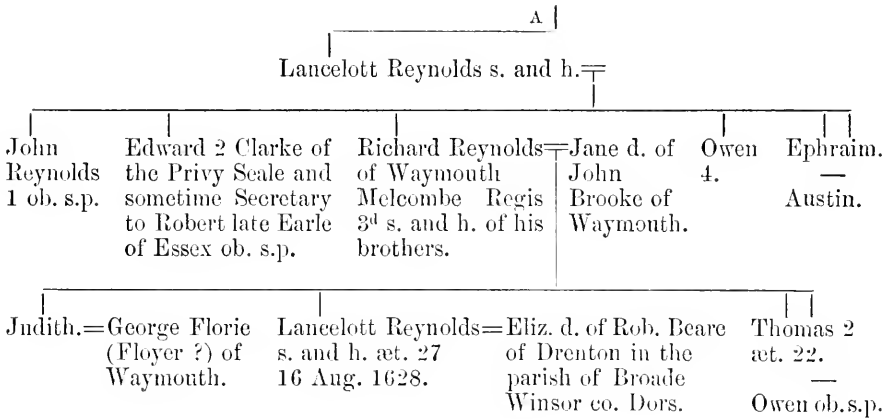 A
Lancelott Reynolds s. and h.
John
Reynolds
1 ob. s.p.
Edward 2 Clarke of
the Privy Seale and
sometime Secretary
to Robert late Earle
of Essex ob. s.p.
Richard Reynolds
of Waymouth
Melcombe Regis
3d s. and h. of his
brothers.
Jane d. of
John
Brooke of
Waymouth.
Owen
4.
Ephraim.
—
Austin.
Judith.
George Florie
(Floyer ?) of
Waymouth.
Lancelott Reynolds
s. and h. æt. 27
16 Aug. 1628.
Eliz. d. of Rob. Beare
of Drenton in the
parish of Broade
Winsor co. Dors.
Thomas 2
æt. 22.
—
Owen ob.s.p.